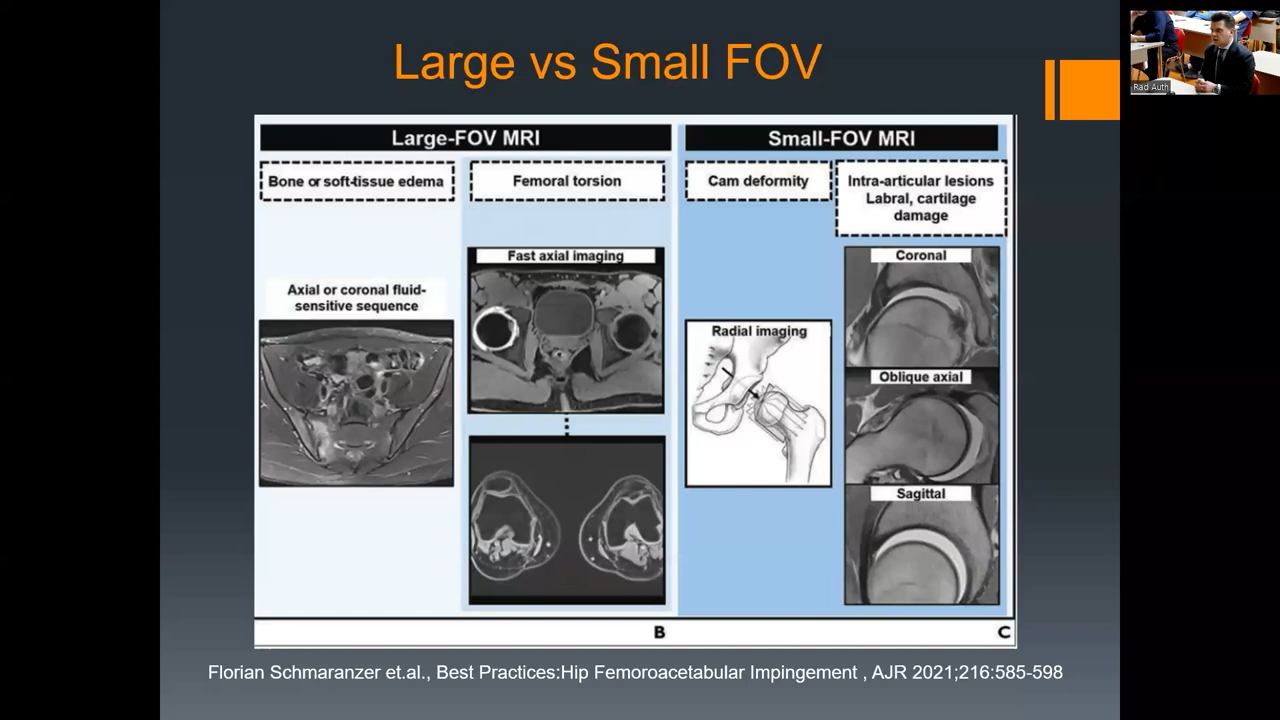 Large vs Small FOV
Large-FOV MRI
Small-FOV MRI
Bone or soft-tissue edema
Femoral torsion
Cam deformity
Intra-articular lesions
Labral, cartilage
damage
Axial or coronal fluid-
sensitive sequence
Fast axial imaging
Radial imaging
Coronal
Oblique axial
Sagittal
B
C
Florian Schmaranzer et.al., Best Practices:Hip Femoroacetabular Impingement , AJR 2021;216:585-598
Rad Auth